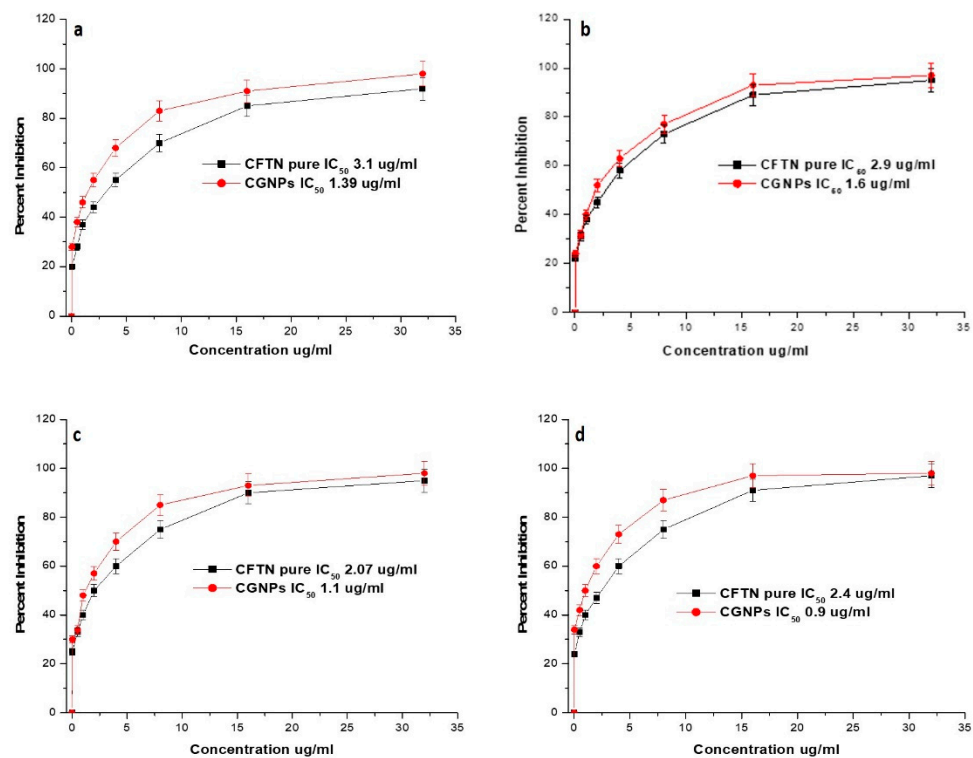 a
120
100
80
60
40
20
0
Percent Inhibition
CFTN pure IC50 3.1 ug/ml
CGNPs IC50 1.39 ug/ml
0 5 10 15 20 25 30 35
Concentration ug/ml
b
120
100
80
60
40
20
0
Percent Inhibition
CFTN pure IC60 2.9 ug/ml
CGNPs IC60 1.6 ug/ml
0 5 10 15 20 25 30 35
Concentration ug/ml
c
120
100
80
60
40
20
0
Percent Inhibition
CFTN pure IC50 2.07 ug/ml
CGNPs IC50 1.1 ug/ml
0 5 10 15 20 25 30 35
Concentration ug/ml
d
120
100
80
60
40
20
0
Percent Inhibition
CFTN pure IC50 2.4 ug/ml
CGNPs IC50 0.9 ug/ml
0 5 10 15 20 25 30 35
Concentration ug/ml